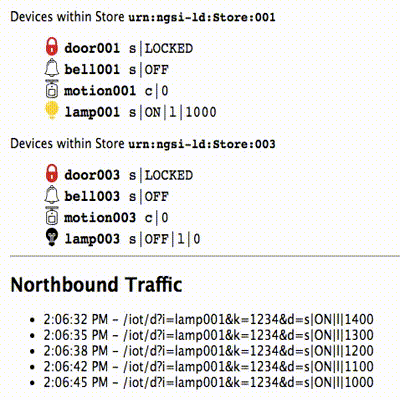 Devices within Store urn:ngsi-ld:Store:001
door001 s|LOCKED
bell001 s|OFF
motion001 c|0
lamp001 s|ON|l|1000
Devices within Store urn:ngsi-ld:Store:003
door003 s|LOCKED
bell003 s|OFF
motion003 c|0
lamp003 s|OFF|l|0
Northbound Traffic
• 2:06:32 PM - /iot/d?i=lamp001&k=1234&d=s|ON|l|1400
• 2:06:35 PM - /iot/d?i=lamp001&k=1234&d=s|ON|l|1300
• 2:06:38 PM - /iot/d?i=lamp001&k=1234&d=s|ON|l|1200
• 2:06:42 PM - /iot/d?i=lamp001&k=1234&d=s|ON|l|1100
• 2:06:45 PM - /iot/d?i=lamp001&k=1234&d=s|ON|l|1000